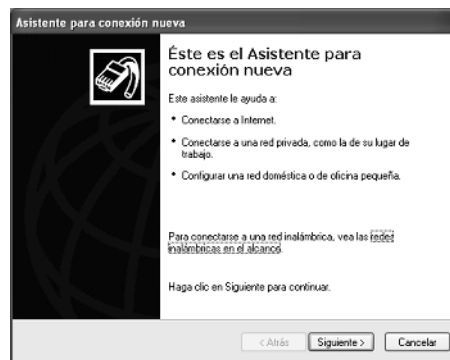 Asistente para conexión nueva
Éste es el Asistente para
conexión nueva
Este asistente le ayuda a:
• Conectarse a Internet.
• Conectarse a una red privada, como la de su lugar de
trabajo.
• Configurar una red doméstica o de oficina pequeña.
Para conectarse a una red inalámbrica, vea las redes
inalámbricas en el alcance.
Haga clic en Siguiente para continuar.
< Atrás
Siguiente >
Cancelar